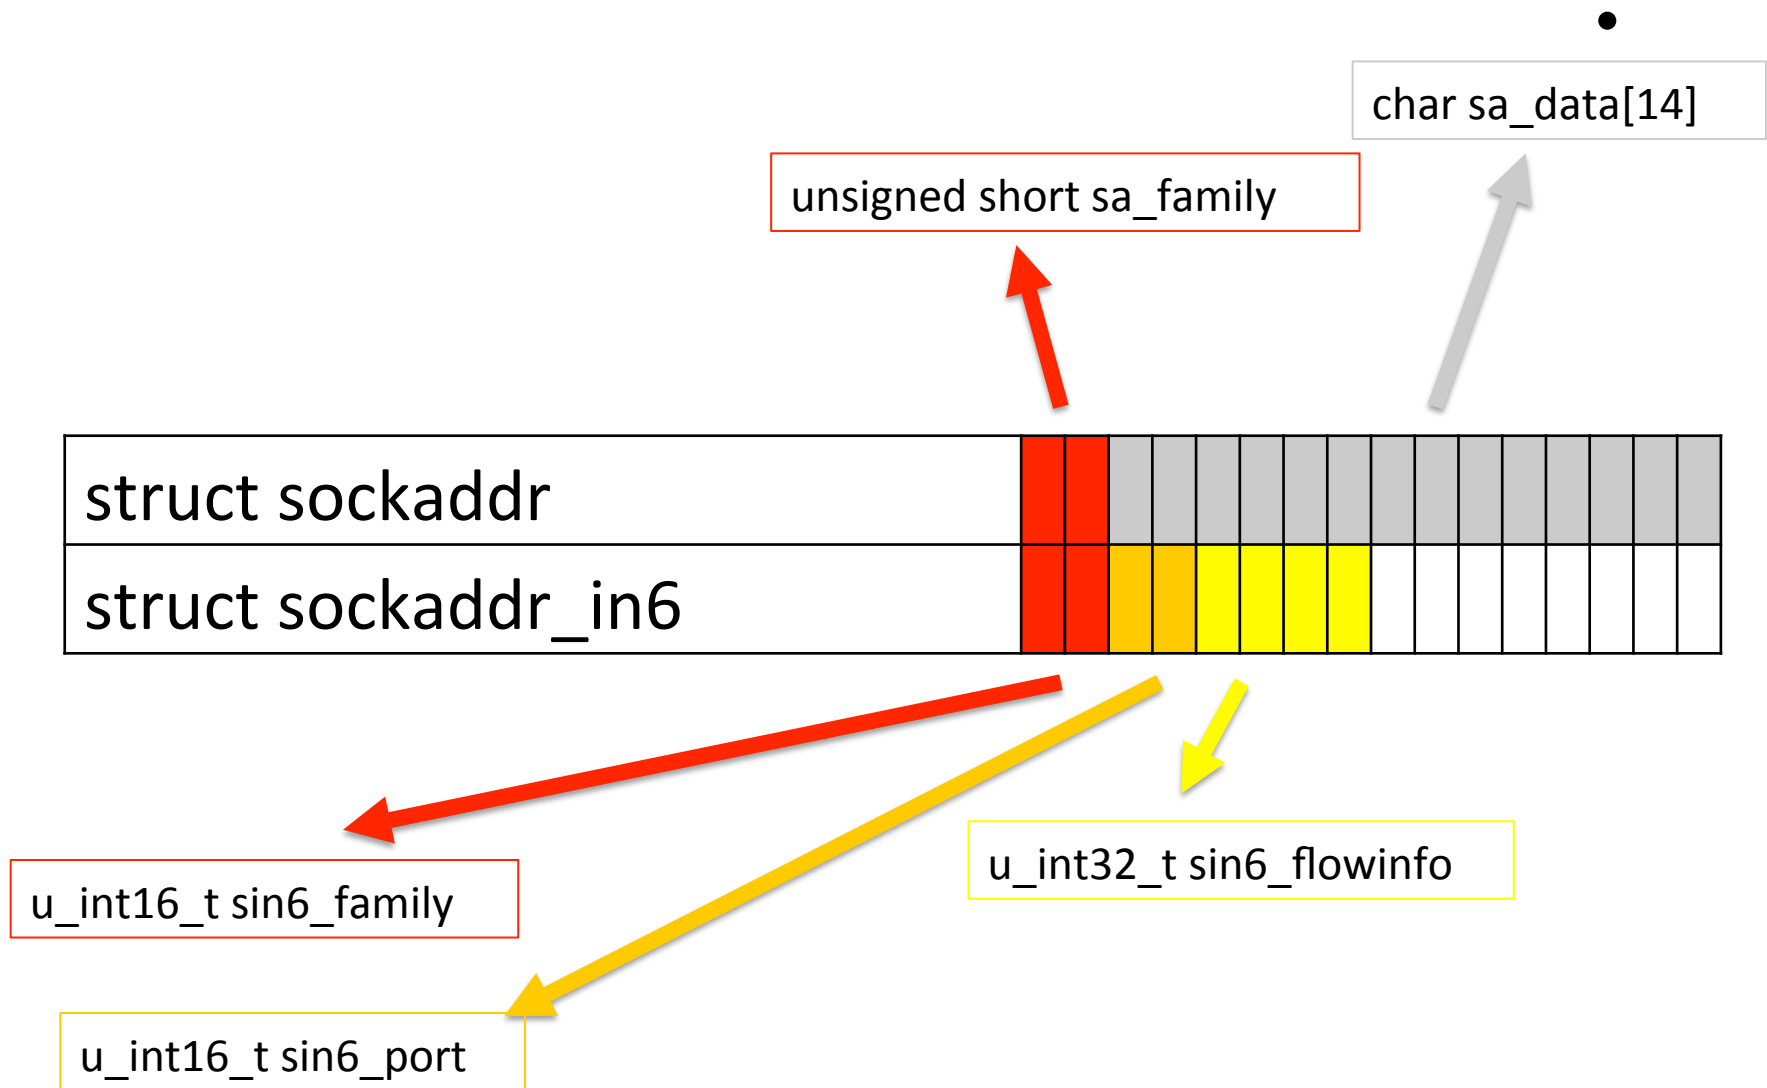 char sa_data[14]
unsigned short sa_family
struct sockaddr
struct sockaddr_in6
u_int32_t sin6_flowinfo
u_int16_t sin6_family
u_int16_t sin6_port